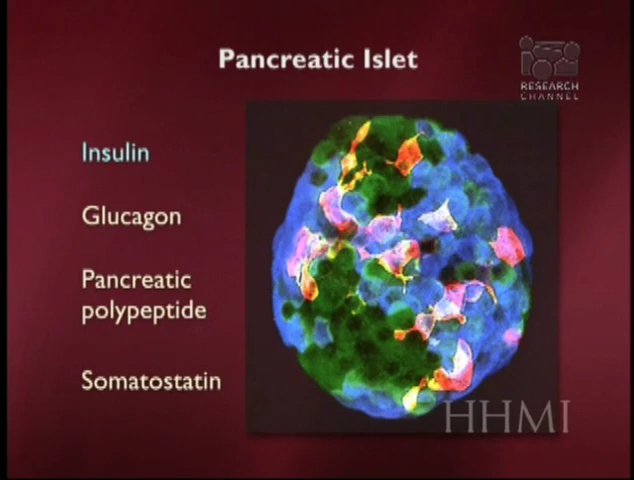 Pancreatic Islet
RESEARCH
CHANNEL
Insulin
Glucagon
Pancreatic
polypeptide
Somatostatin
HHMI